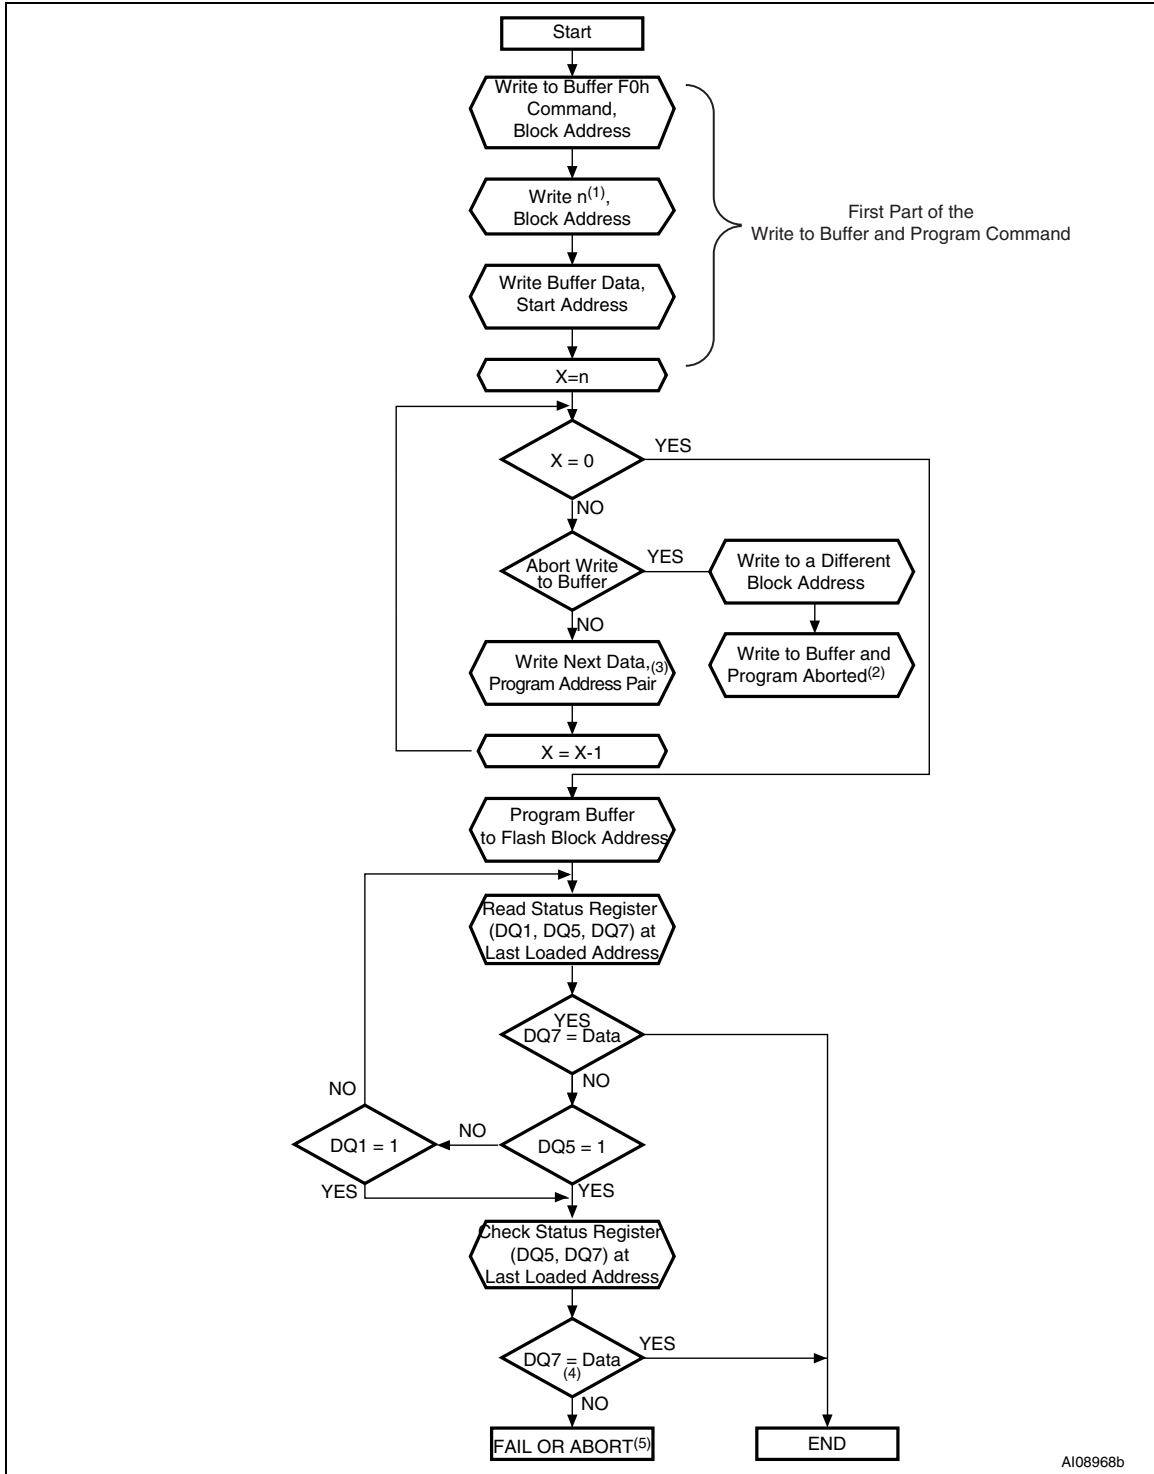 Start
Write to Buffer F0h
Command,
Block Address
Write n(1),
Block Address
First Part of the
Write to Buffer and Program Command
Write Buffer Data,
Start Address
X=n
X = 0
YES
NO
Abort Write
to Buffer
YES
Write to a Different
Block Address
NO
Write Next Data,(3)
Program Address Pair
Write to Buffer and
Program Aborted(2)
X = X-1
Program Buffer
to Flash Block Address
Read Status Register
(DQ1, DQ5, DQ7) at
Last Loaded Address
YES
DQ7 = Data
NO
NO
DQ1 = 1
NO
DQ5 = 1
YES
YES
Check Status Register
(DQ5, DQ7) at
Last Loaded Address
YES
DQ7 = Data
(4)
NO
FAIL OR ABORT(5)
END
AI08968b